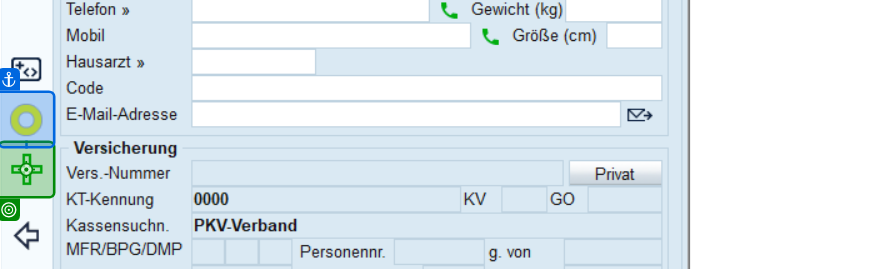 Telefon » Gewicht (kg)
Mobil Größe (cm)
Hausarzt »
Code
E-Mail-Adresse
Versicherung
Vers.-Nummer Privat
KT-Kennung 0000 KV GO
Kassensuchn. PKV-Verband
MFR/BPG/DMP Personennr. g. von